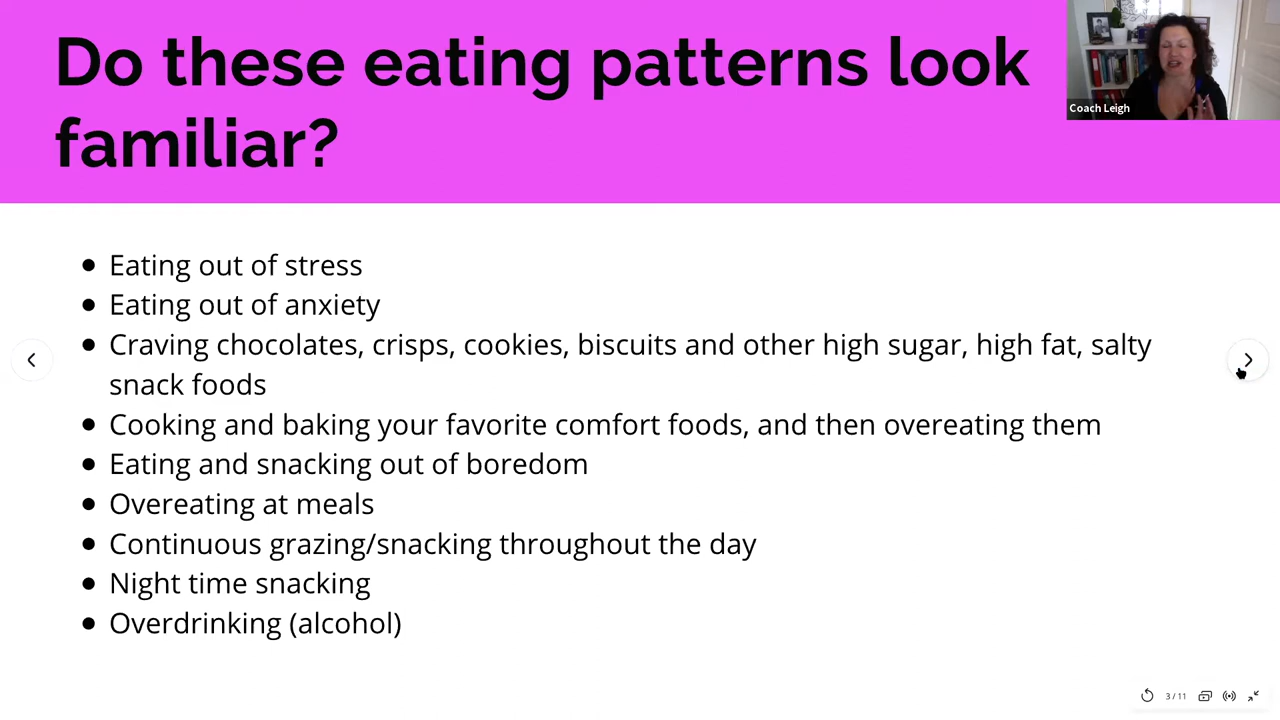 Do these eating patterns look
familiar?
Coach Leigh
Eating out of stress
Eating out of anxiety
Craving chocolates, crisps, cookies, biscuits and other high sugar, high fat, salty
snack foods
Cooking and baking your favorite comfort foods, and then overeating them
Eating and snacking out of boredom
Overeating at meals
Continuous grazing/snacking throughout the day
Night time snacking
Overdrinking (alcohol)
3 / 11